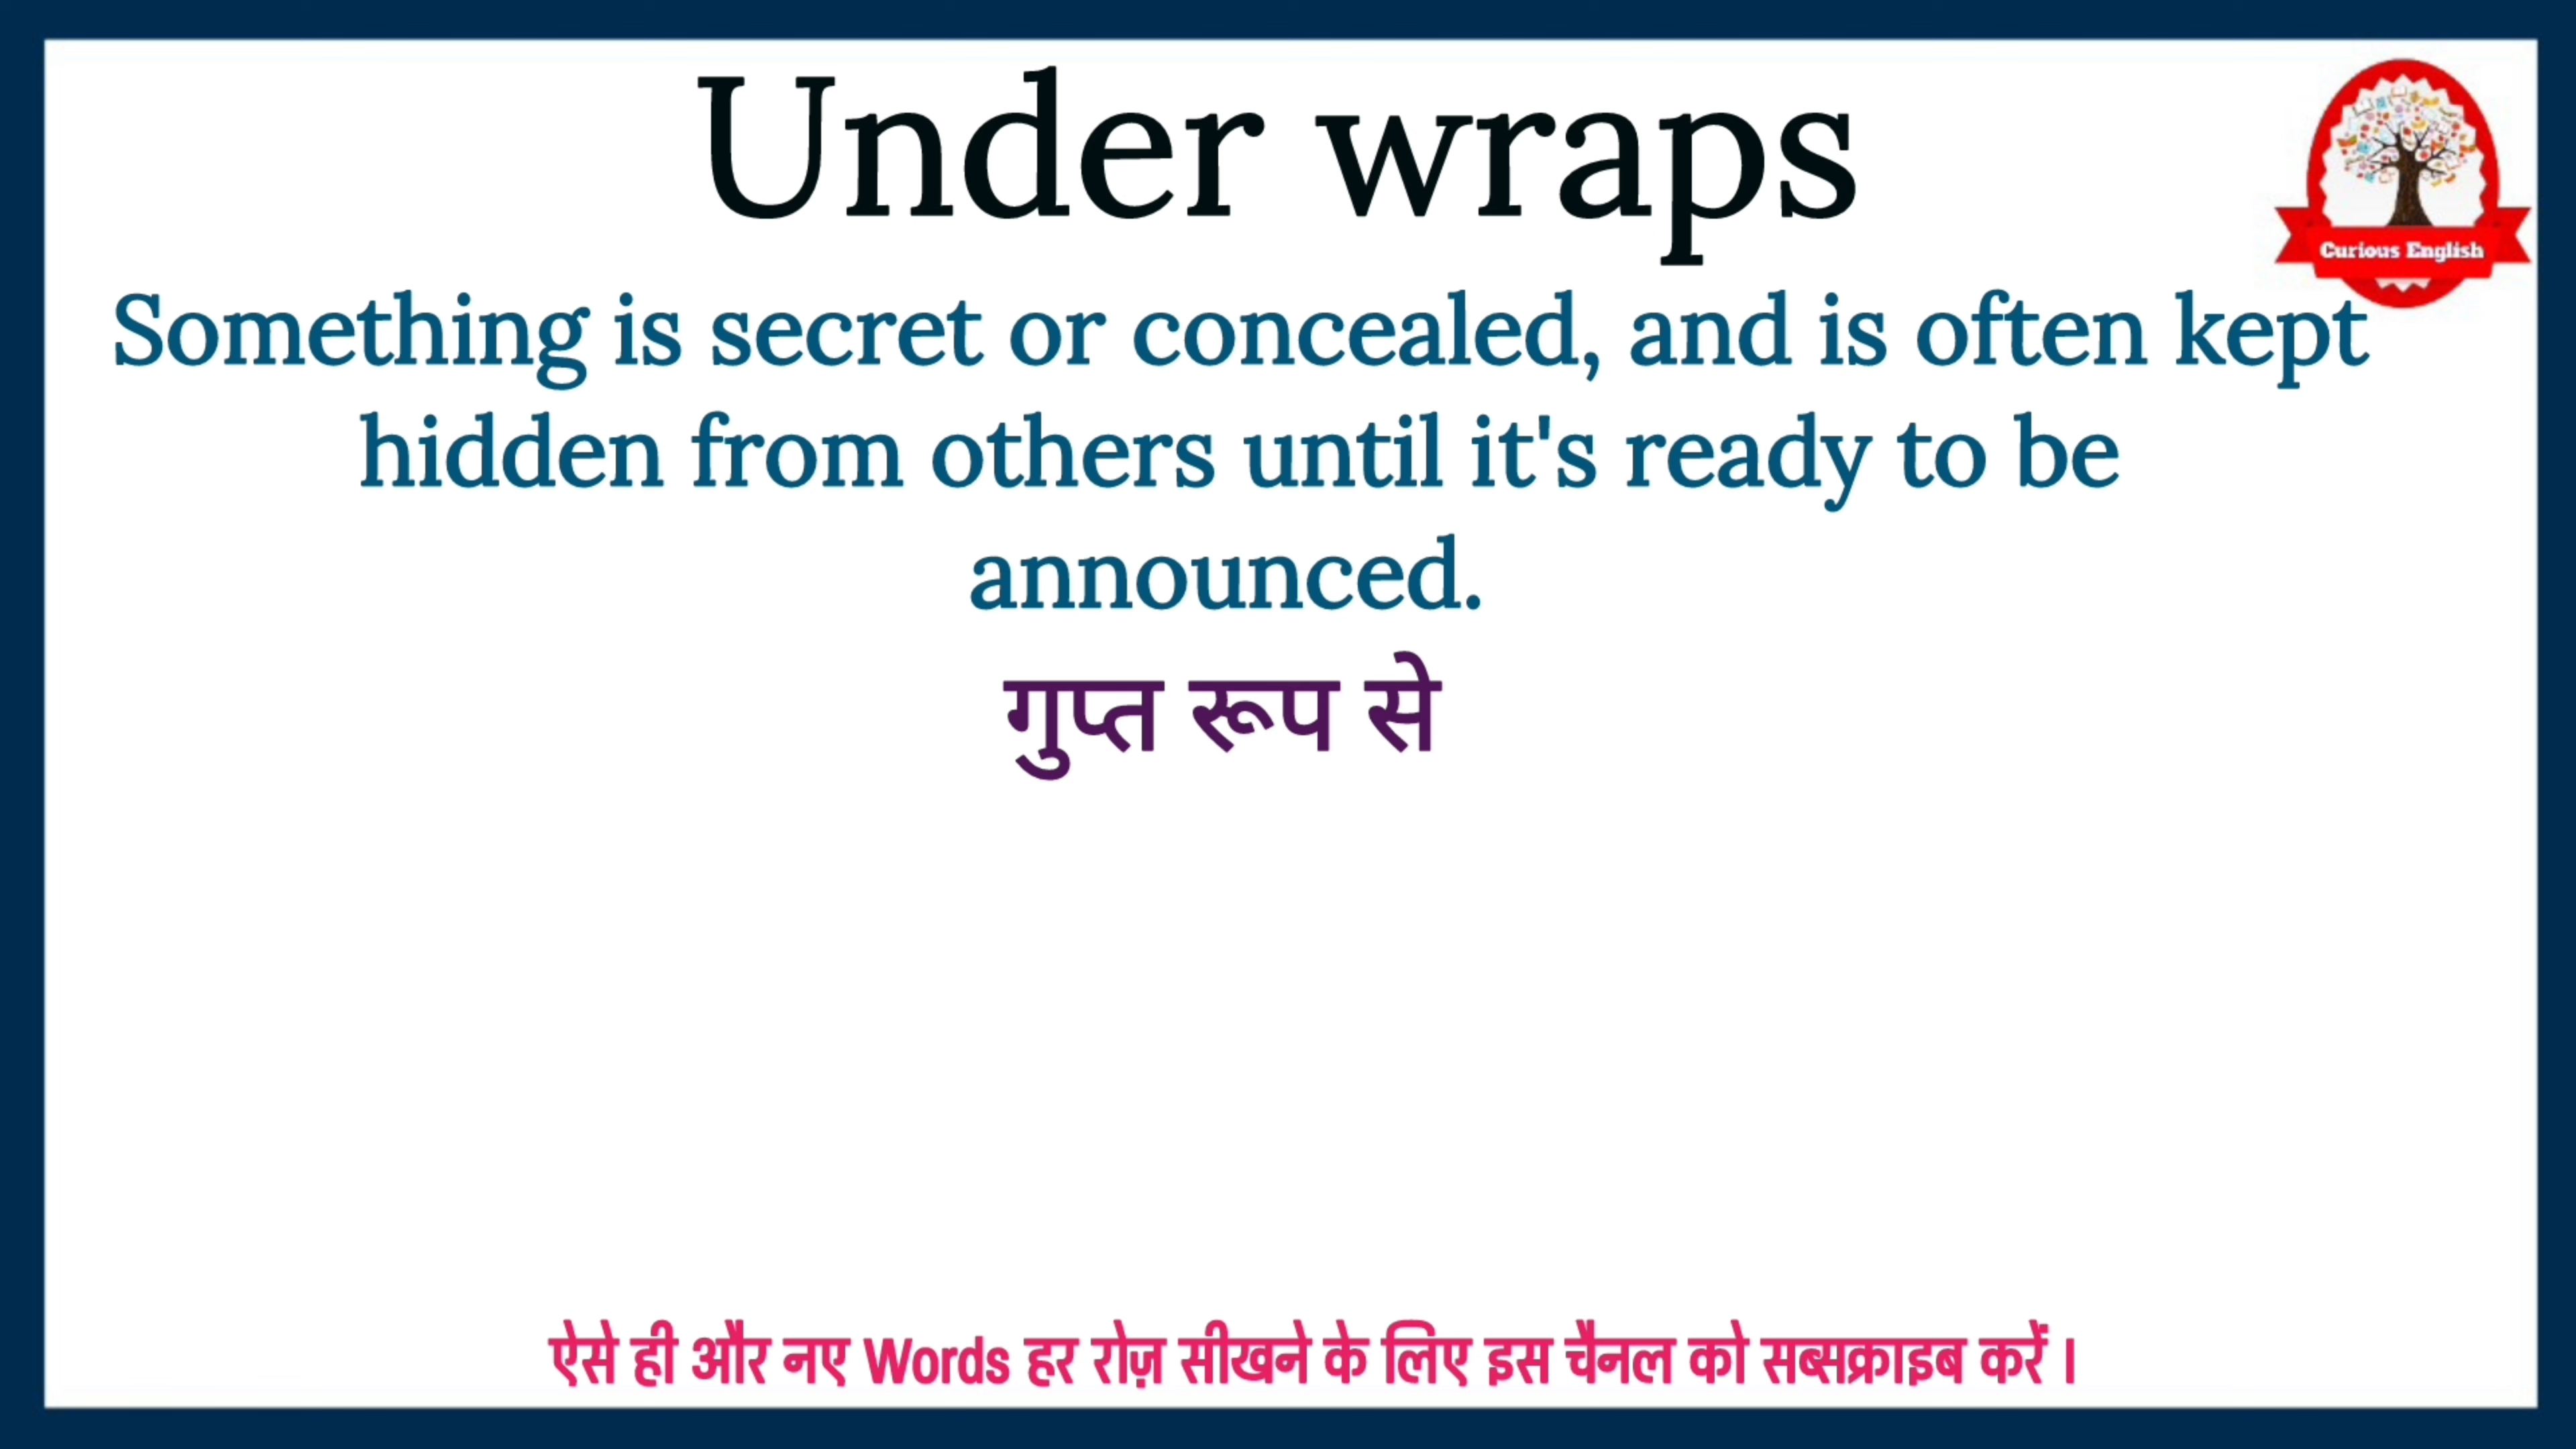 Under wraps
Curious English
Something is secret or concealed, and is often kept
hidden from others until it's ready to be
announced.
गुप्त रूप से
ऐसे ही और नए Words हर रोज़ सीखने के लिए इस चैनल को सब्सक्राइब करें ।